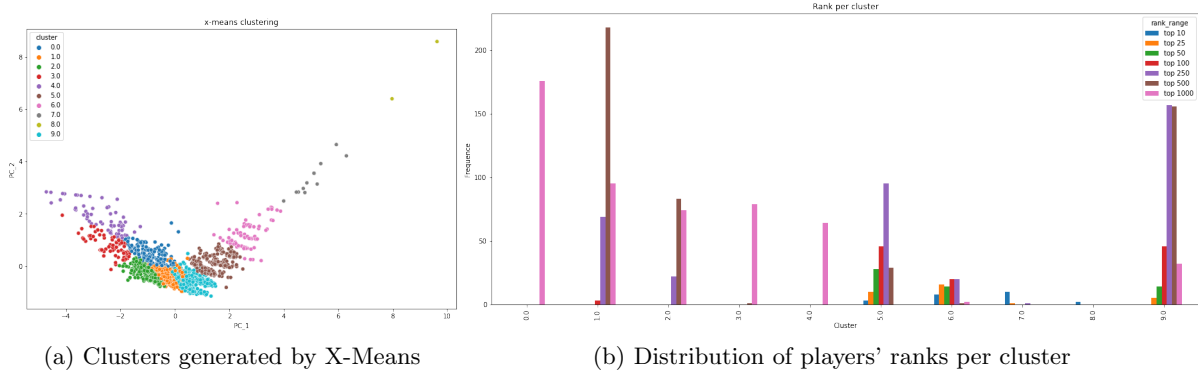 x-means clustering
cluster
0.0
1.0
2.0
3.0
4.0
5.0
6.0
7.0
8.0
9.0
8
6
4
2
0
PC_2
−4
−2
0
2
4
6
8
10
PC_1
(a) Clusters generated by X-Means
Rank per cluster
rank_range
top 10
top 25
top 50
top 100
top 250
top 500
top 1000
200
150
100
50
0
Frequence
0.0
1.0
2.0
3.0
4.0
5.0
6.0
7.0
8.0
9.0
Cluster
(b) Distribution of players' ranks per cluster